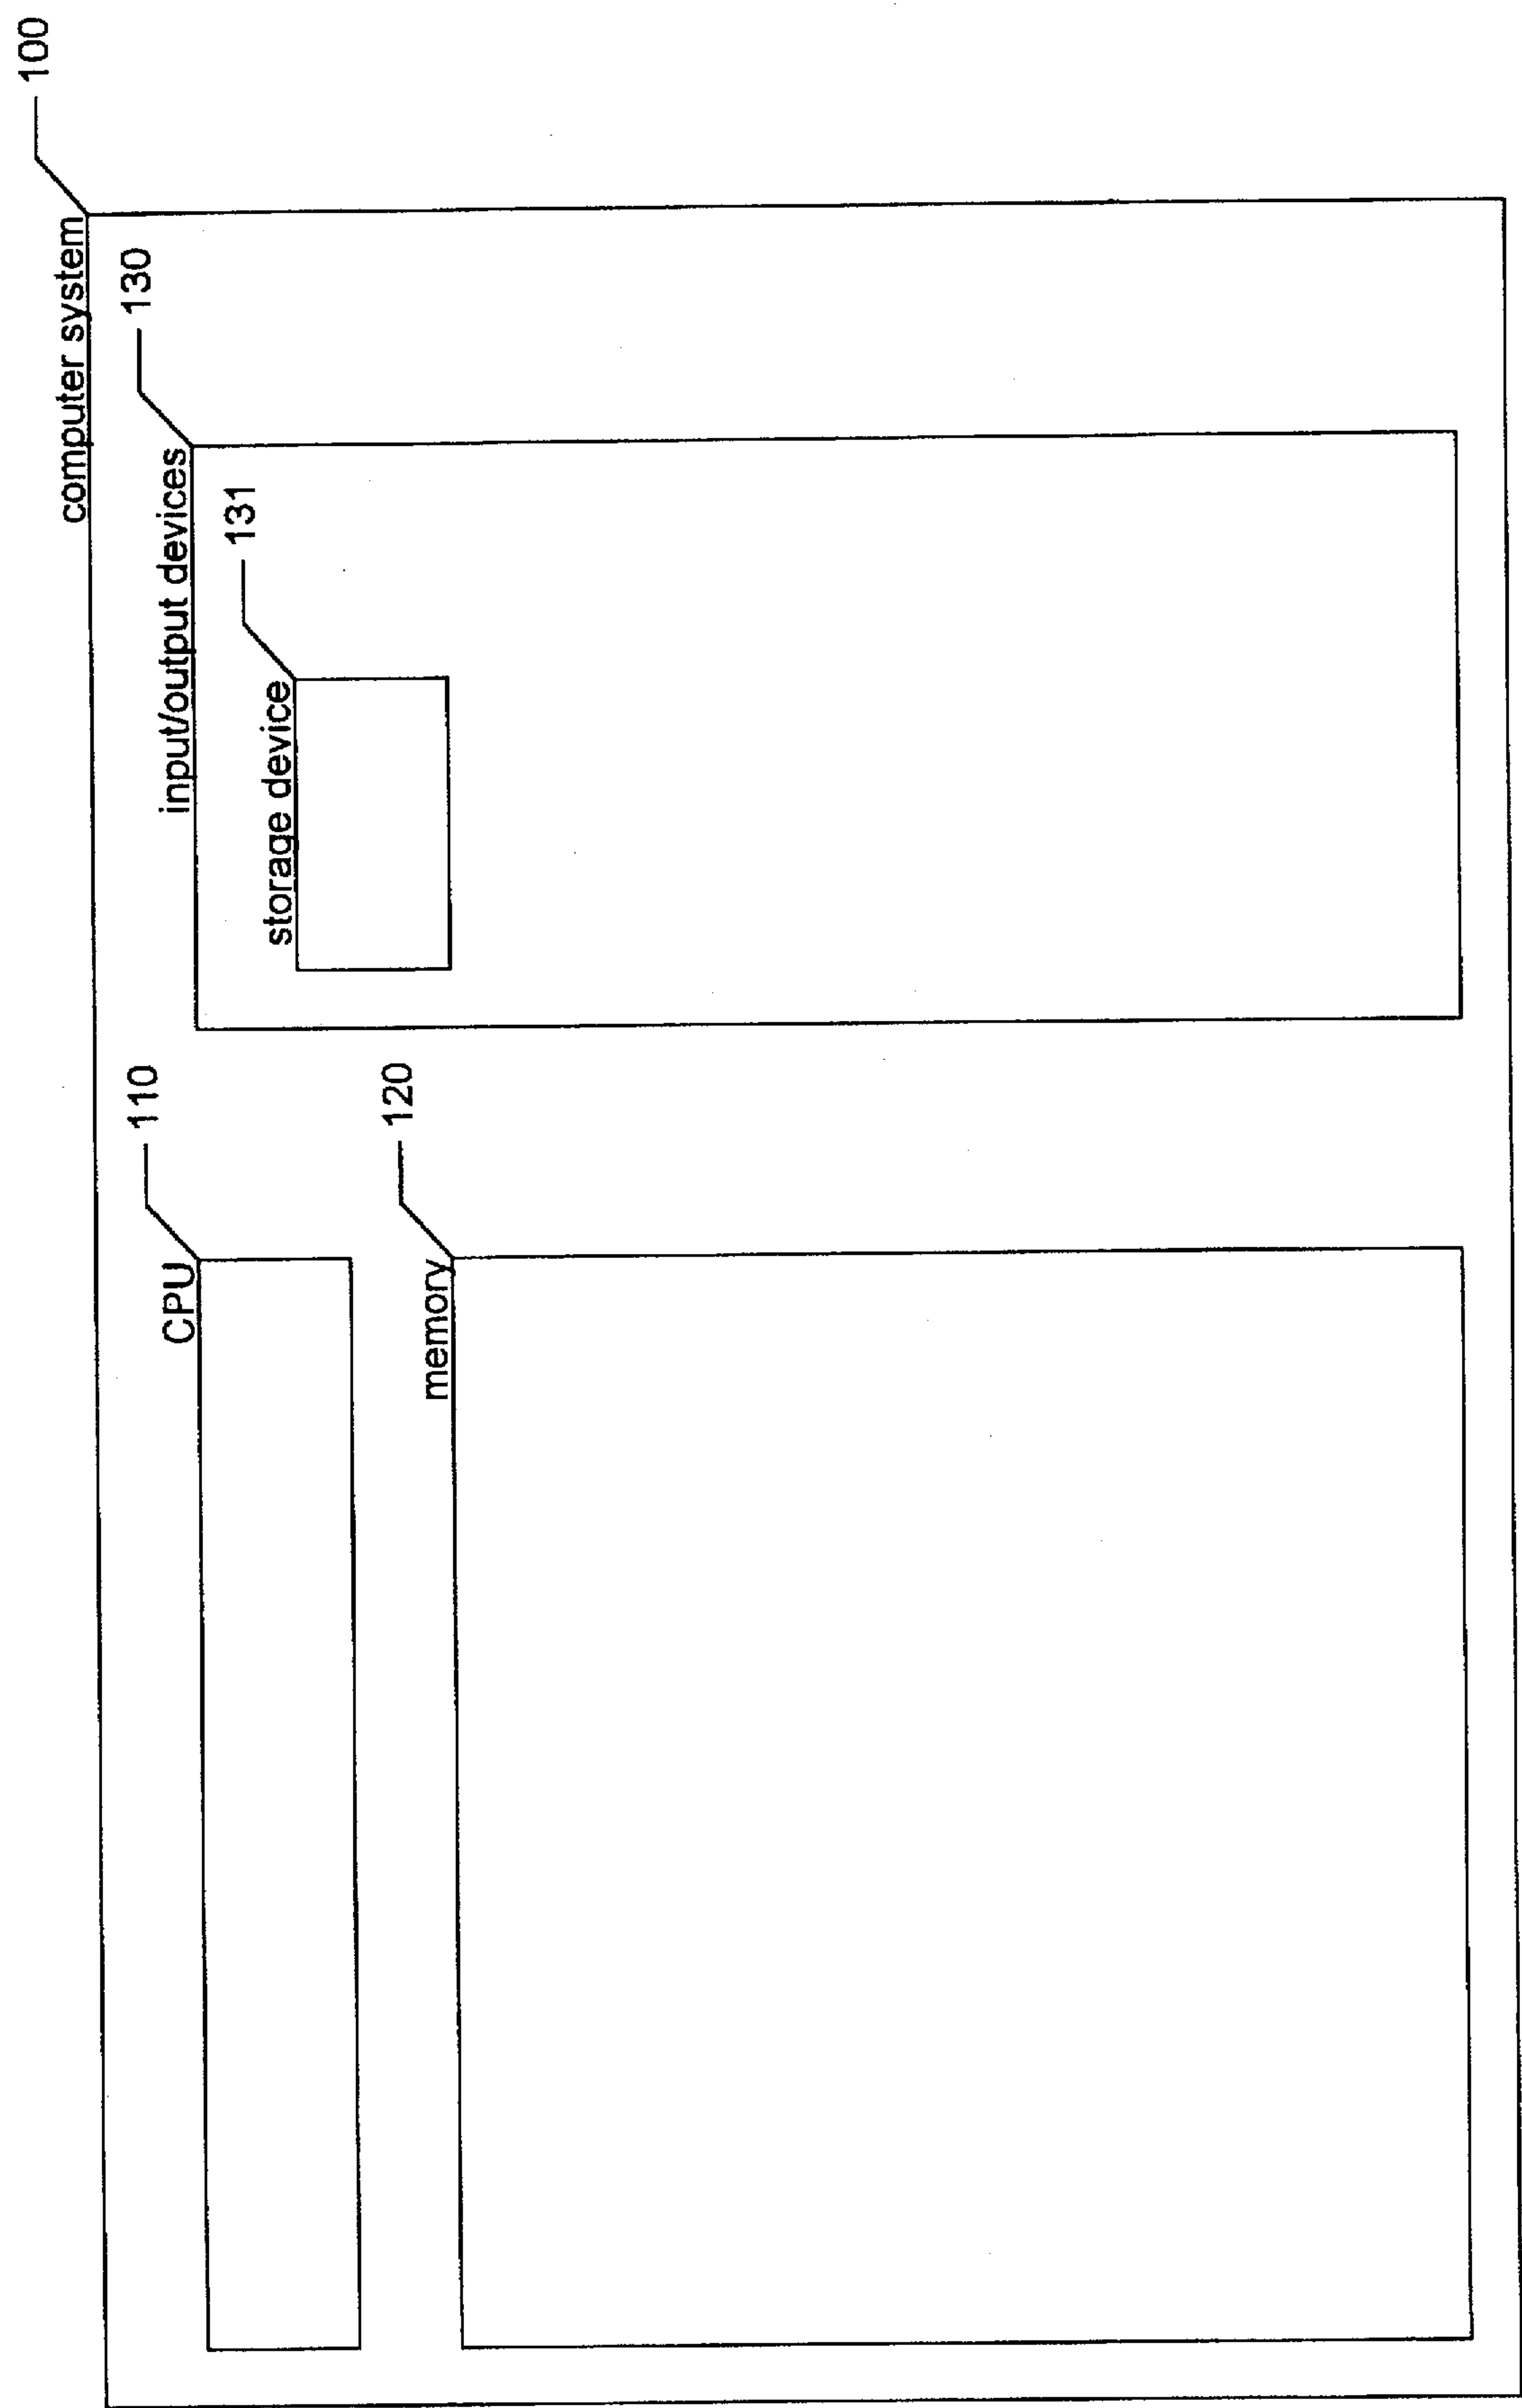 100
computer system
110
CPU
130
input/output devices
131
storage device
120
memory